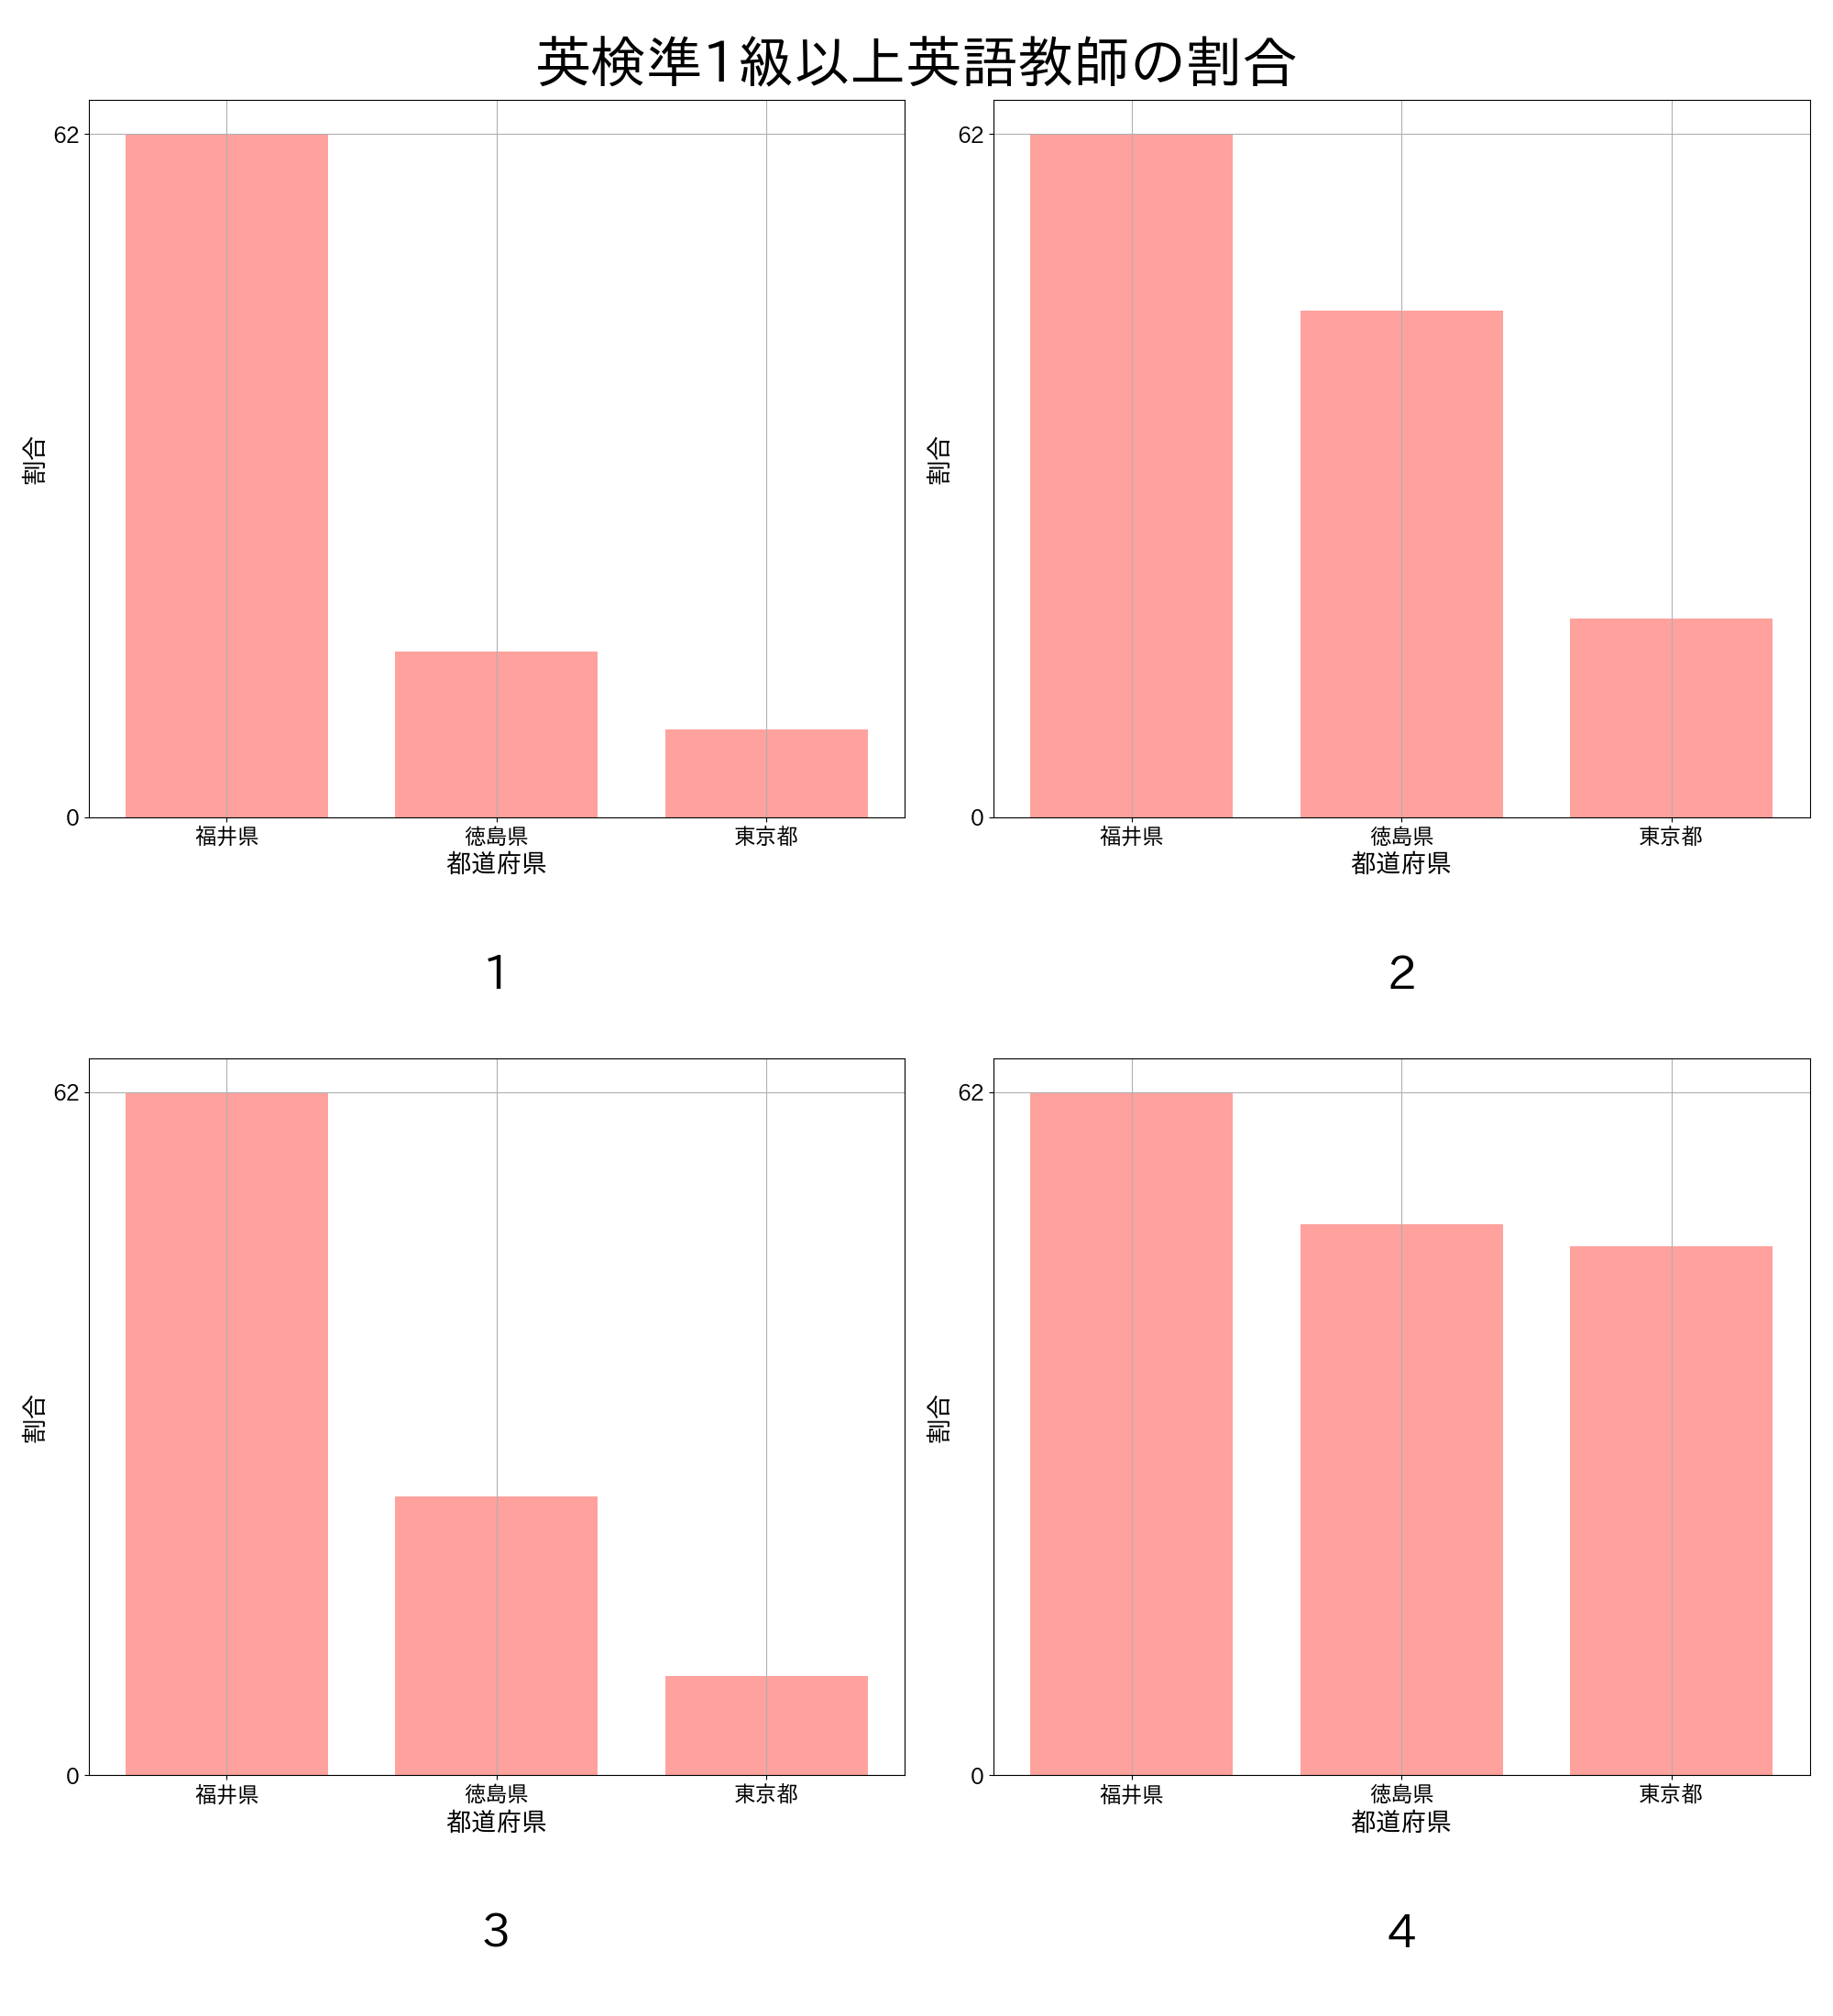 英検準1級以上英語教師の割合
62
0
割合
福井県 徳島県 東京都
都道府県
1
62
0
割合
福井県 徳島県 東京都
都道府県
2
62
0
割合
福井県 徳島県 東京都
都道府県
3
62
0
割合
福井県 徳島県 東京都
都道府県
4